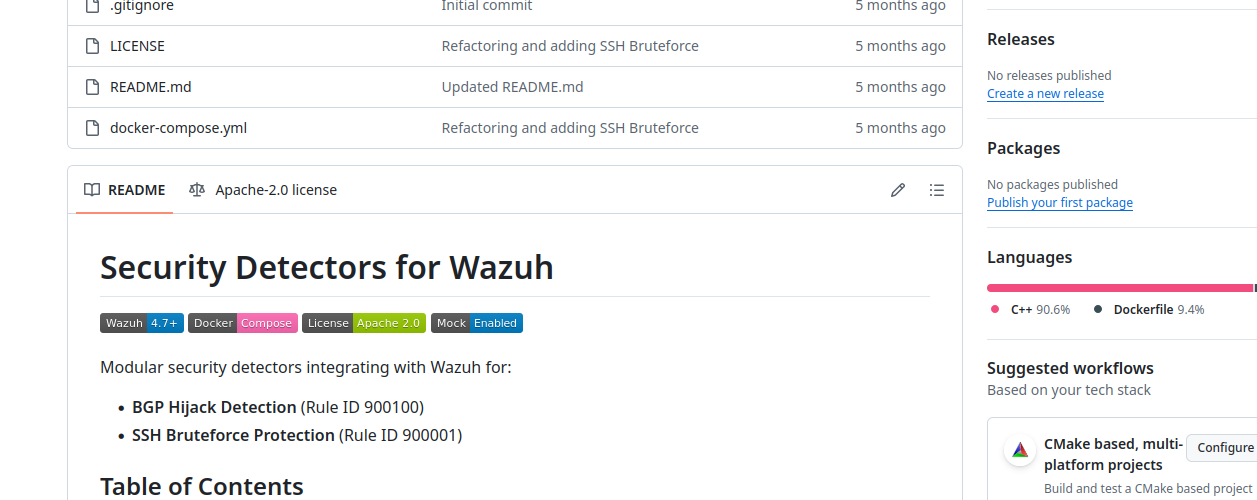 .gitignore Initial commit 5 months ago
LICENSE Refactoring and adding SSH Bruteforce 5 months ago
README.md Updated README.md 5 months ago
docker-compose.yml Refactoring and adding SSH Bruteforce 5 months ago
README Apache-2.0 license
Security Detectors for Wazuh
Wazuh 4.7+ Docker Compose License Apache 2.0 Mock Enabled
Modular security detectors integrating with Wazuh for:
• BGP Hijack Detection (Rule ID 900100)
• SSH Bruteforce Protection (Rule ID 900001)
Table of Contents
Releases
No releases published
Create a new release
Packages
No packages published
Publish your first package
Languages
C++ 90.6% Dockerfile 9.4%
Suggested workflows
Based on your tech stack
CMake based, multi-
platform projects
Configure
Build and test a CMake based project